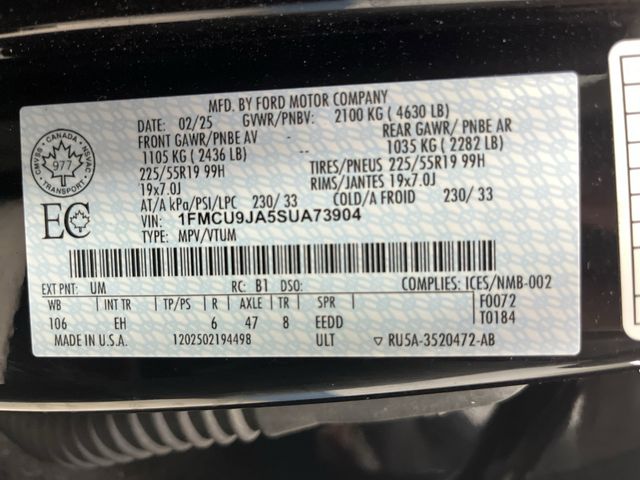 MFD. BY FORD MOTOR COMPANY
DATE: 02/25 GVWR/PNBV: 2100 KG ( 4630 LB)
FRONT GAWR/PNBE AV REAR GAWR/ PNBE AR
1105 KG ( 2436 LB) 1035 KG ( 2282 LB)
225/55R19 99H TIRES/PNEUS 225/55R19 99H
19x7.0J RIMS/JANTES 19x7.0J
AT/A kPa/PSI/LPC 230/ 33 COLD/A FROID 230/ 33
VIN: 1FMCU9JA5SUA73904
TYPE: MPV/VTUM
CANADA
CMVSS NSVAC
977
TRANSPORT
EC
EXT PNT: UM RC: B1 DSO: COMPLIES: ICES/NMB-002
WB INT TR TP/PS R AXLE TR SPR F0072
106 EH 6 47 8 EEDD T0184
MADE IN U.S.A. 1202502194498 ULT ▽ RU5A-3520472-AB